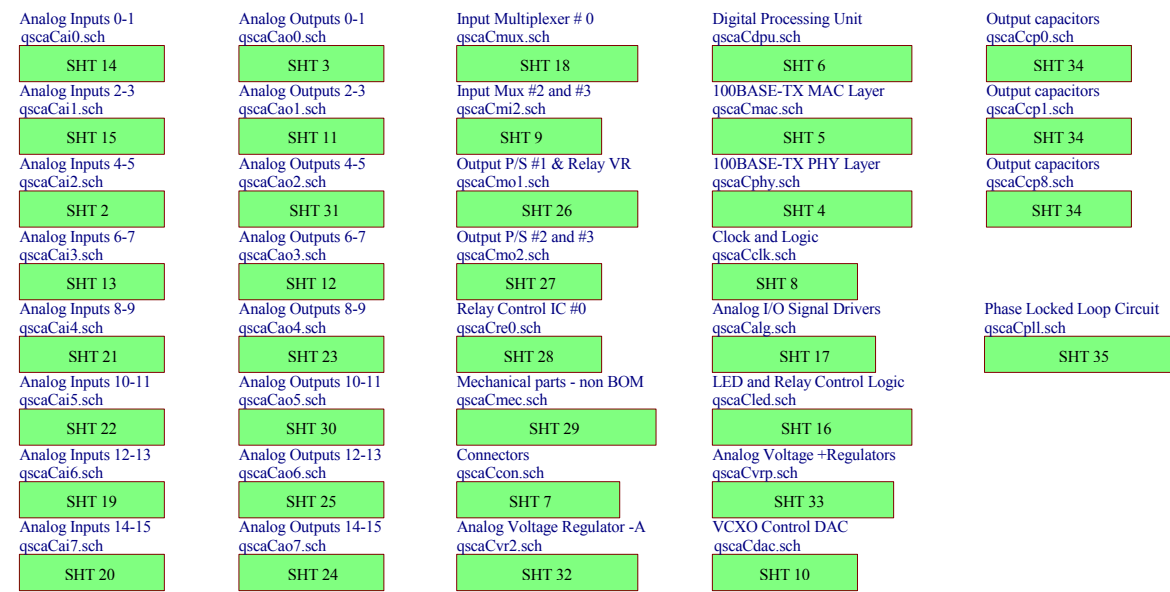 Analog Inputs 0-1
qscaCai0.sch
SHT 14
Analog Inputs 2-3
qscaCai1.sch
SHT 15
Analog Inputs 4-5
qscaCai2.sch
SHT 2
Analog Inputs 6-7
qscaCai3.sch
SHT 13
Analog Inputs 8-9
qscaCai4.sch
SHT 21
Analog Inputs 10-11
qscaCai5.sch
SHT 22
Analog Inputs 12-13
qscaCai6.sch
SHT 19
Analog Inputs 14-15
qscaCai7.sch
SHT 20
Analog Outputs 0-1
qscaCao0.sch
SHT 3
Analog Outputs 2-3
qscaCao1.sch
SHT 11
Analog Outputs 4-5
qscaCao2.sch
SHT 31
Analog Outputs 6-7
qscaCao3.sch
SHT 12
Analog Outputs 8-9
qscaCao4.sch
SHT 23
Analog Outputs 10-11
qscaCao5.sch
SHT 30
Analog Outputs 12-13
qscaCao6.sch
SHT 25
Analog Outputs 14-15
qscaCao7.sch
SHT 24
Input Multiplexer # 0
qscaCmux.sch
SHT 18
Input Mux #2 and #3
qscaCmi2.sch
SHT 9
Output P/S #1 & Relay VR
qscaCmo1.sch
SHT 26
Output P/S #2 and #3
qscaCmo2.sch
SHT 27
Relay Control IC #0
qscaCre0.sch
SHT 28
Mechanical parts - non BOM
qscaCmec.sch
SHT 29
Connectors
qscaCcon.sch
SHT 7
Analog Voltage Regulator -A
qscaCvr2.sch
SHT 32
Digital Processing Unit
qscaCdpu.sch
SHT 6
100BASE-TX MAC Layer
qscaCmac.sch
SHT 5
100BASE-TX PHY Layer
qscaCphy.sch
SHT 4
Clock and Logic
qscaCclk.sch
SHT 8
Analog I/O Signal Drivers
qscaCalg.sch
SHT 17
LED and Relay Control Logic
qscaCled.sch
SHT 16
Analog Voltage +Regulators
qscaCvrp.sch
SHT 33
VCXO Control DAC
qscaCdac.sch
SHT 10
Output capacitors
qscaCcp0.sch
SHT 34
Output capacitors
qscaCcp1.sch
SHT 34
Output capacitors
qscaCcp8.sch
SHT 34
Phase Locked Loop Circuit
qscaCpll.sch
SHT 35